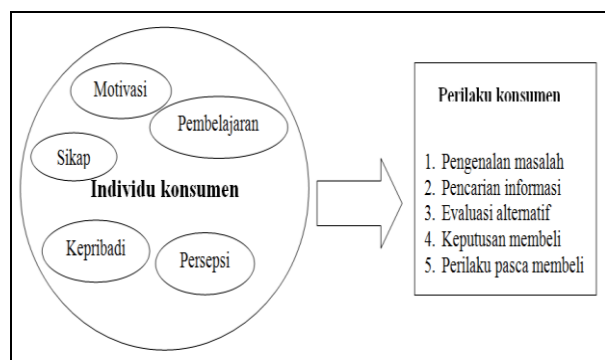 Motivasi
Pembelajaran
Sikap
Individu konsumen
Kepribadi
Persepsi
Perilaku konsumen
1. Pengenalan masalah
2. Pencarian informasi
3. Evaluasi alternatif
4. Keputusan membeli
5. Perilaku pasca membeli